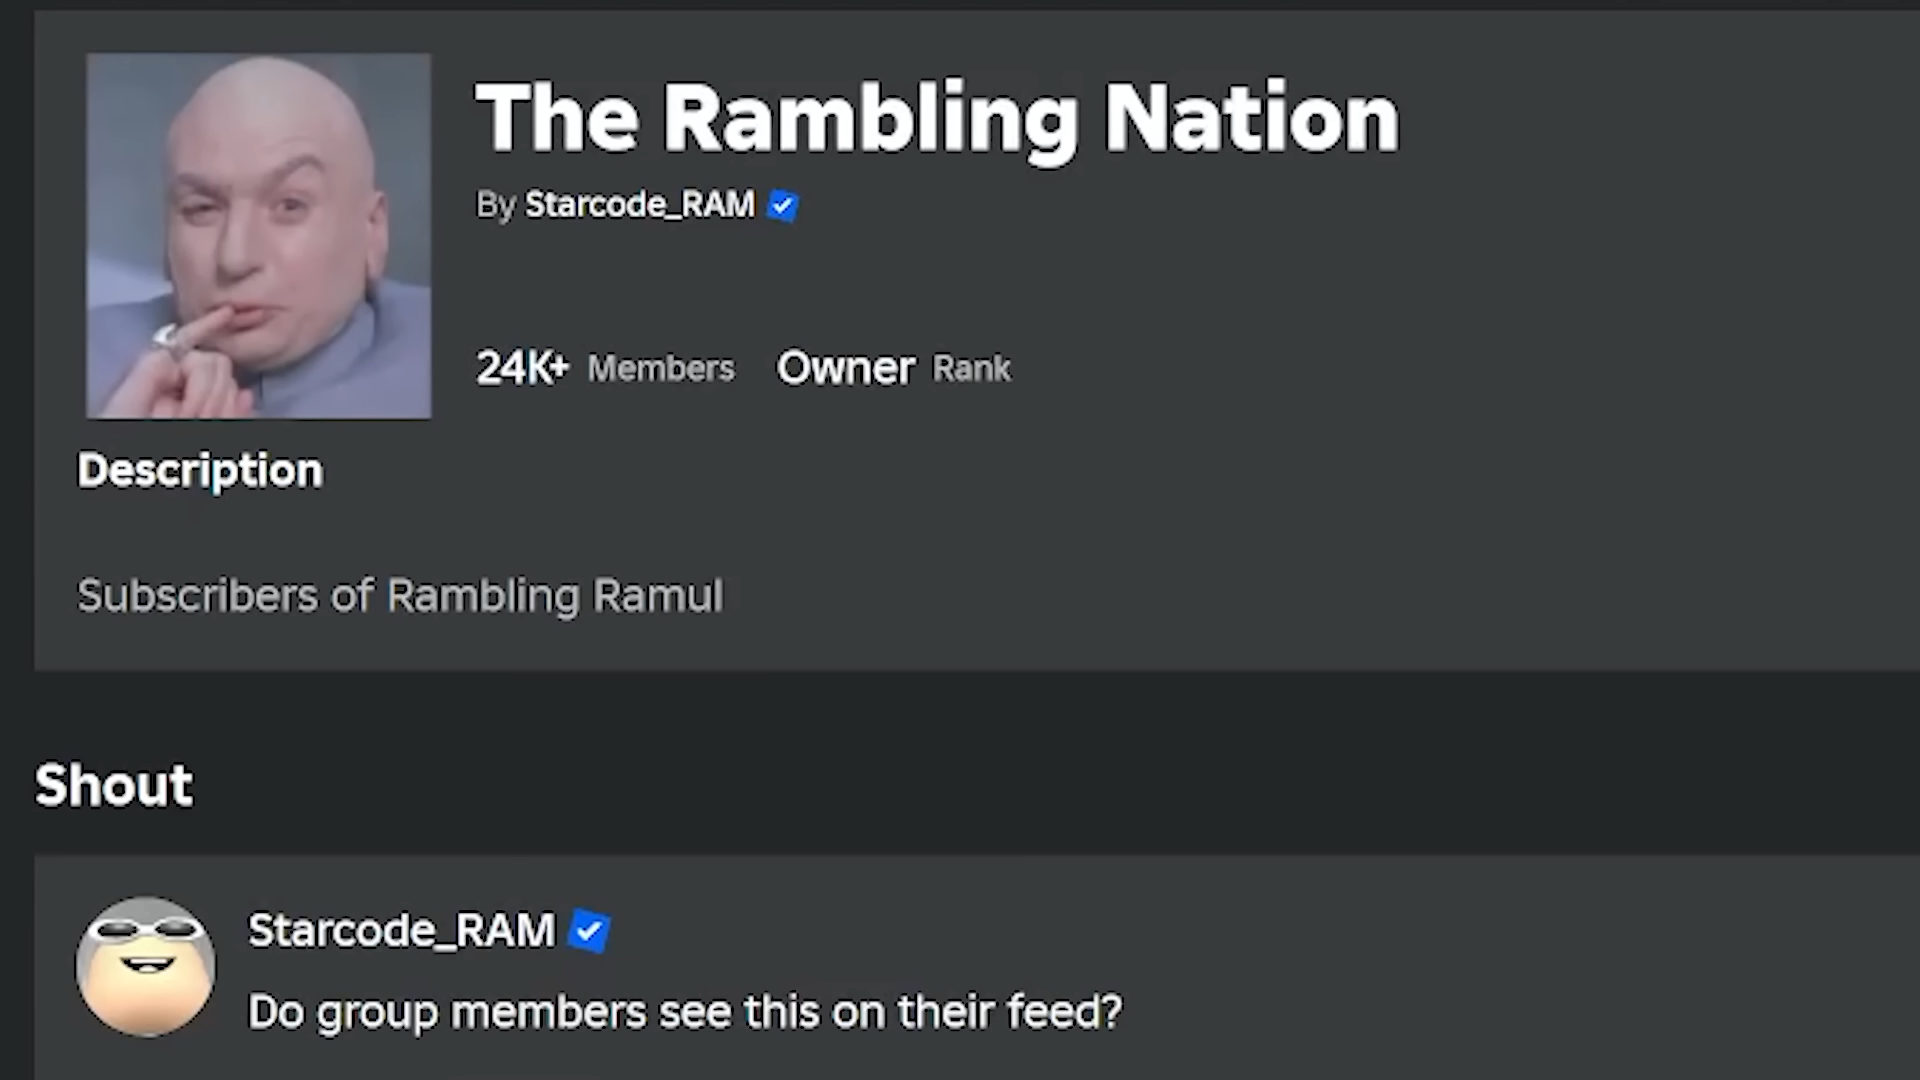 The Rambling Nation
By Starcode_RAM
24K+ Members Owner Rank
Description
Subscribers of Rambling Ramul
Shout
Starcode_RAM
Do group members see this on their feed?